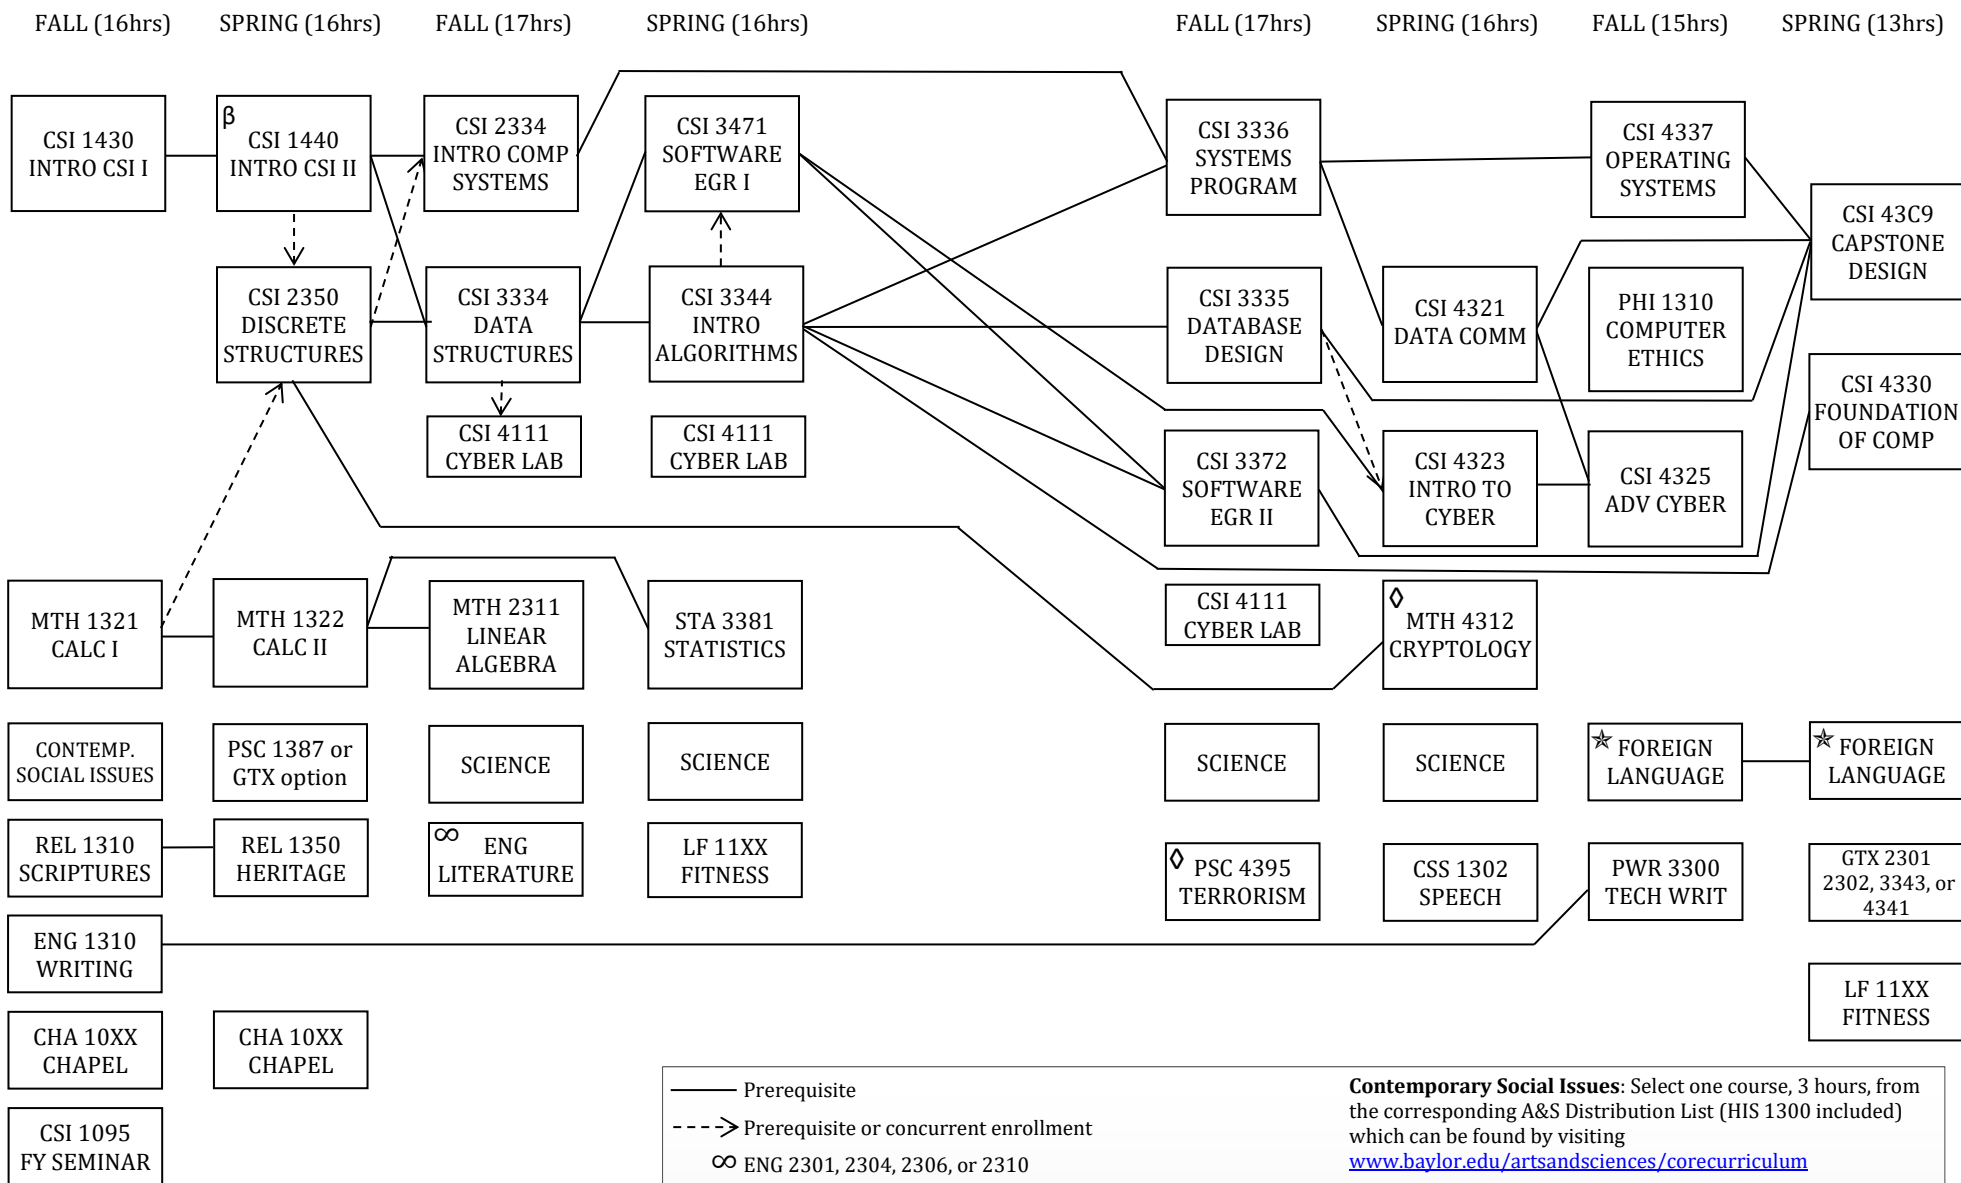 FALL (16hrs)
SPRING (16hrs)
FALL (17hrs)
SPRING (16hrs)
FALL (17hrs)
SPRING (16hrs)
FALL (15hrs)
SPRING (13hrs)
CSI 1430
INTRO CSI I
β
CSI 1440
INTRO CSI II
CSI 2334
INTRO COMP
SYSTEMS
CSI 3471
SOFTWARE
EGR I
CSI 3336
SYSTEMS
PROGRAM
CSI 4337
OPERATING
SYSTEMS
CSI 43C9
CAPSTONE
DESIGN
CSI 2350
DISCRETE
STRUCTURES
CSI 3334
DATA
STRUCTURES
CSI 3344
INTRO
ALGORITHMS
CSI 3335
DATABASE
DESIGN
CSI 4321
DATA COMM
PHI 1310
COMPUTER
ETHICS
CSI 4330
FOUNDATION
OF COMP
CSI 4111
CYBER LAB
CSI 4111
CYBER LAB
CSI 3372
SOFTWARE
EGR II
CSI 4323
INTRO TO
CYBER
CSI 4325
ADV CYBER
MTH 1321
CALC I
MTH 1322
CALC II
MTH 2311
LINEAR
ALGEBRA
STA 3381
STATISTICS
CSI 4111
CYBER LAB
◊
MTH 4312
CRYPTOLOGY
CONTEMP.
SOCIAL ISSUES
PSC 1387 or
GTX option
SCIENCE
SCIENCE
SCIENCE
SCIENCE
✯ FOREIGN
LANGUAGE
✯ FOREIGN
LANGUAGE
REL 1310
SCRIPTURES
REL 1350
HERITAGE
∞ ENG
LITERATURE
LF 11XX
FITNESS
◊ PSC 4395
TERRORISM
CSS 1302
SPEECH
PWR 3300
TECH WRIT
GTX 2301
2302, 3343, or
4341
ENG 1310
WRITING
LF 11XX
FITNESS
CHA 10XX
CHAPEL
CHA 10XX
CHAPEL
CSI 1095
FY SEMINAR
Prerequisite
Prerequisite or concurrent enrollment
∞ ENG 2301, 2304, 2306, or 2310
Contemporary Social Issues: Select one course, 3 hours, from
the corresponding A&S Distribution List (HIS 1300 included)
which can be found by visiting
www.baylor.edu/artsandsciences/corecurriculum